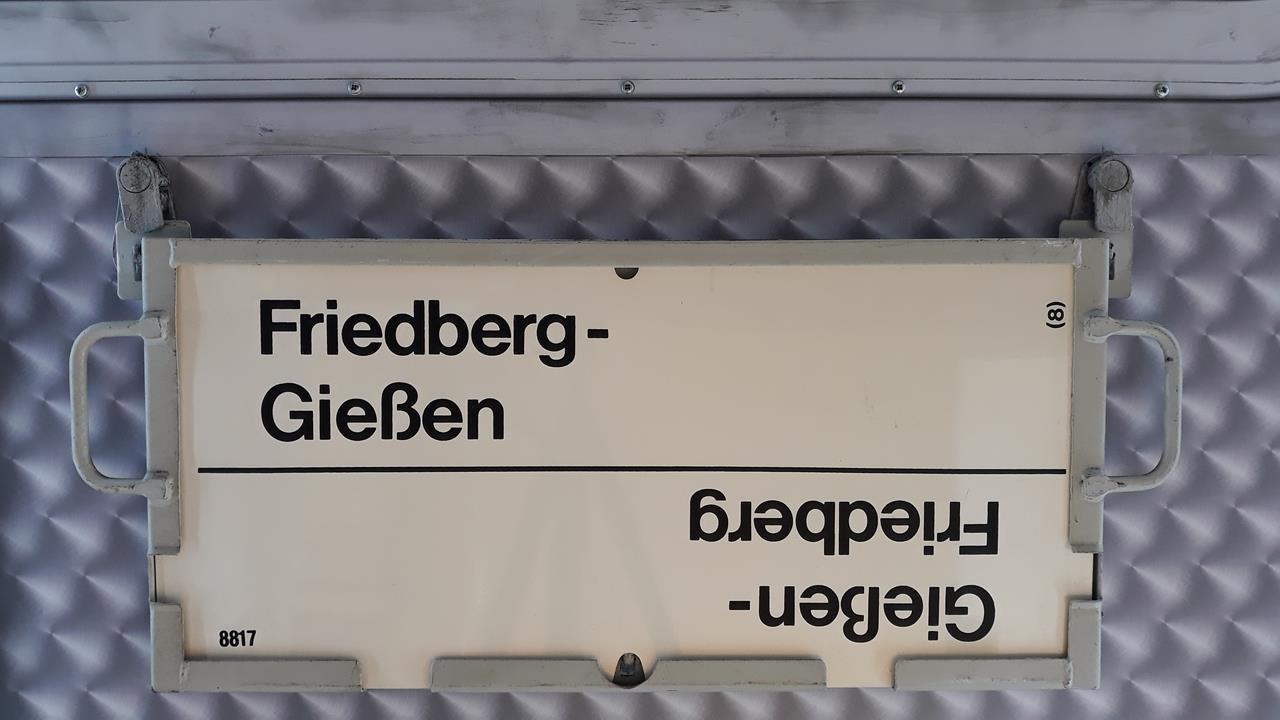 Friedberg-
Gießen
(8)
Gießen-
Friedberg
8817